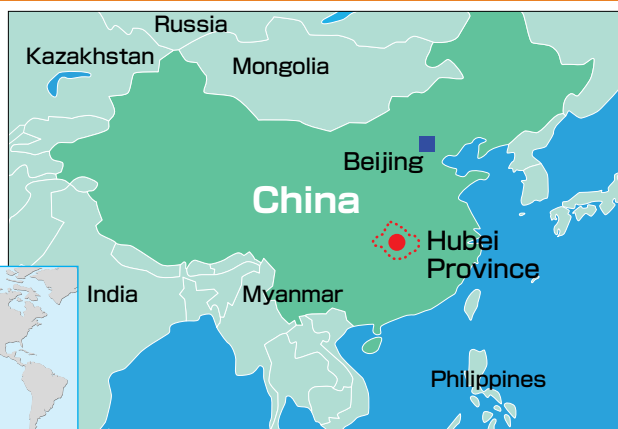 Russia
Kazakhstan
Mongolia
Beijing
China
Hubei
Province
India
Myanmar
Philippines